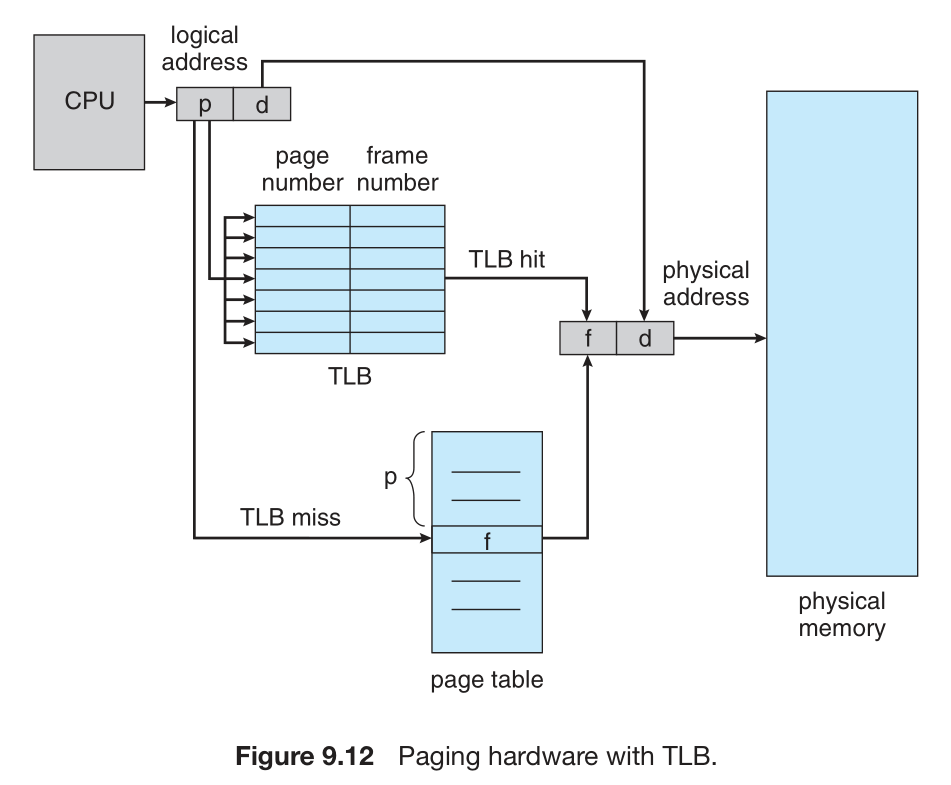 logical
address
CPU
p
d
page
number
frame
number
TLB hit
physical
address
f
d
TLB
p
TLB miss
f
physical
memory
page table
Figure 9.12 Paging hardware with TLB.